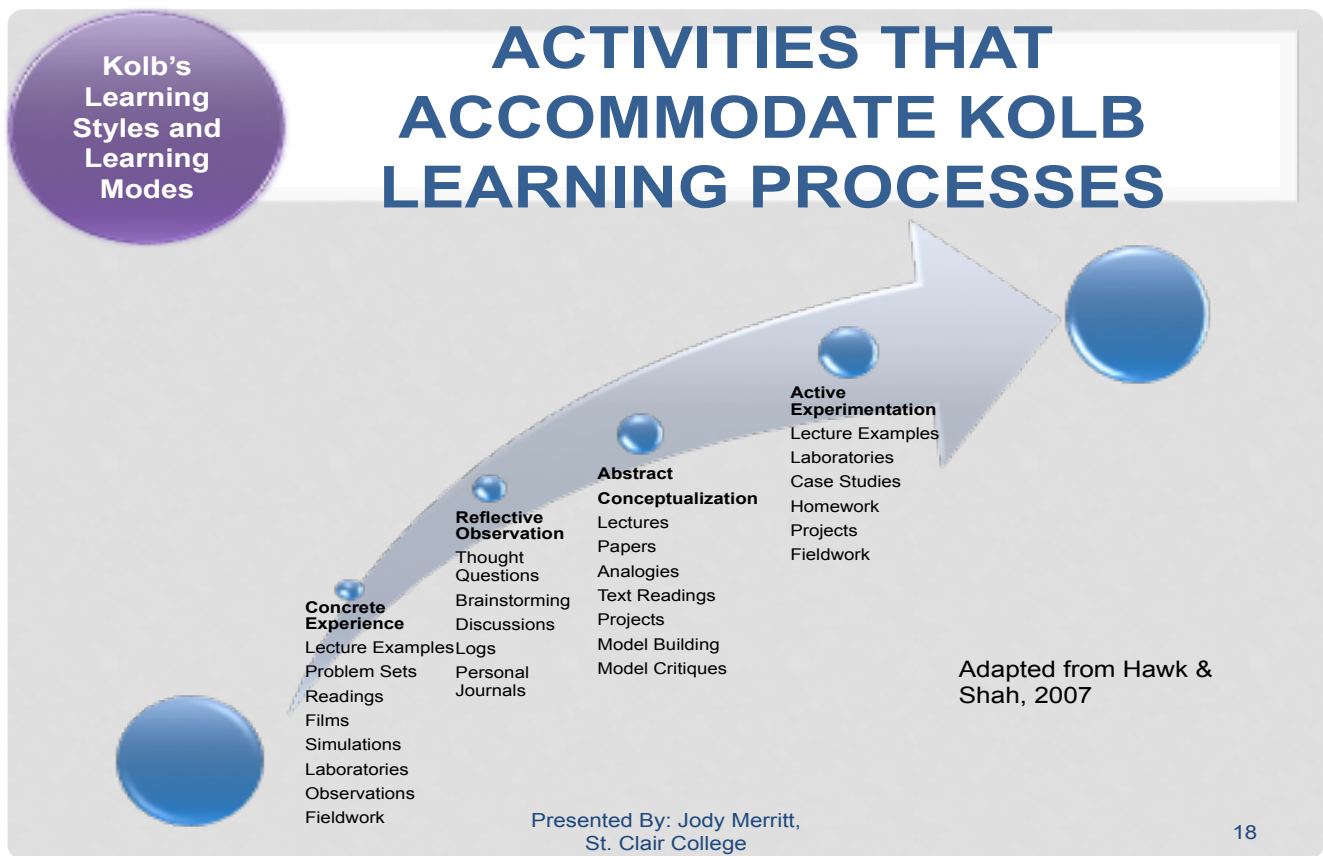 Kolb's
Learning
Styles and
Learning
Modes
ACTIVITIES THAT
ACCOMMODATE KOLB
LEARNING PROCESSES
Concrete
Experience
Lecture Examples
Problem Sets
Readings
Films
Simulations
Laboratories
Observations
Fieldwork
Reflective
Observation
Thought
Questions
Brainstorming
Discussions
Logs
Personal
Journals
Abstract
Conceptualization
Lectures
Papers
Analogies
Text Readings
Projects
Model Building
Model Critiques
Active
Experimentation
Lecture Examples
Laboratories
Case Studies
Homework
Projects
Fieldwork
Adapted from Hawk &
Shah, 2007
Presented By: Jody Merritt,
St. Clair College
18